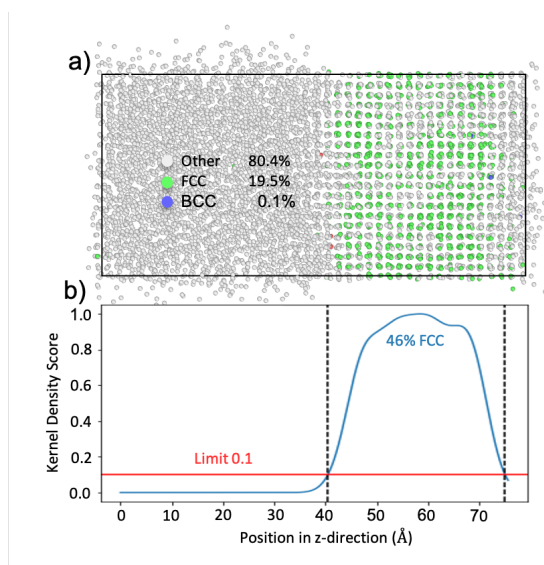 a)
Other 80.4%
FCC 19.5%
BCC 0.1%
b)
1.0
0.8
0.6
0.4
0.2
0.0
Kernel Density Score
46% FCC
Limit 0.1
0 10 20 30 40 50 60 70
Position in z-direction (Å)